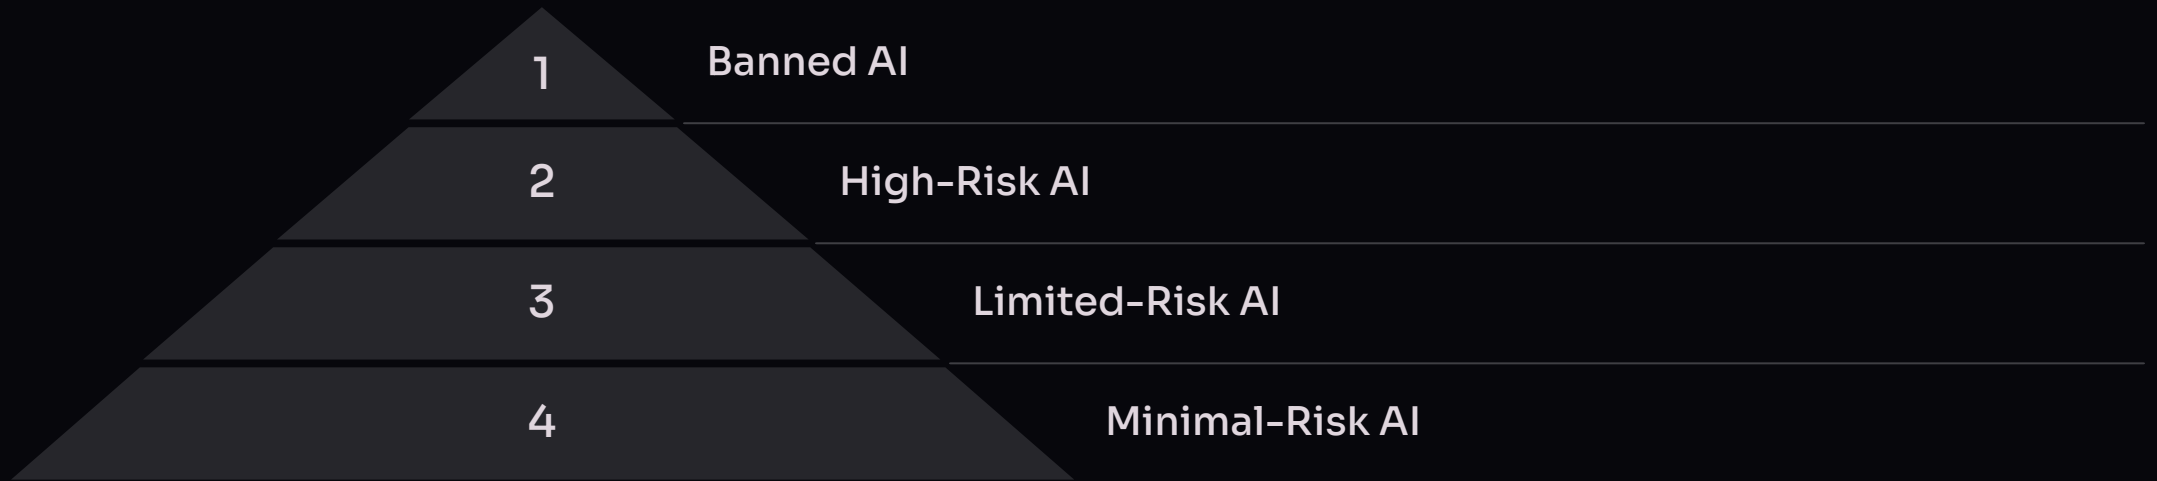 1 Banned AI
2 High-Risk AI
3 Limited-Risk AI
4 Minimal-Risk AI